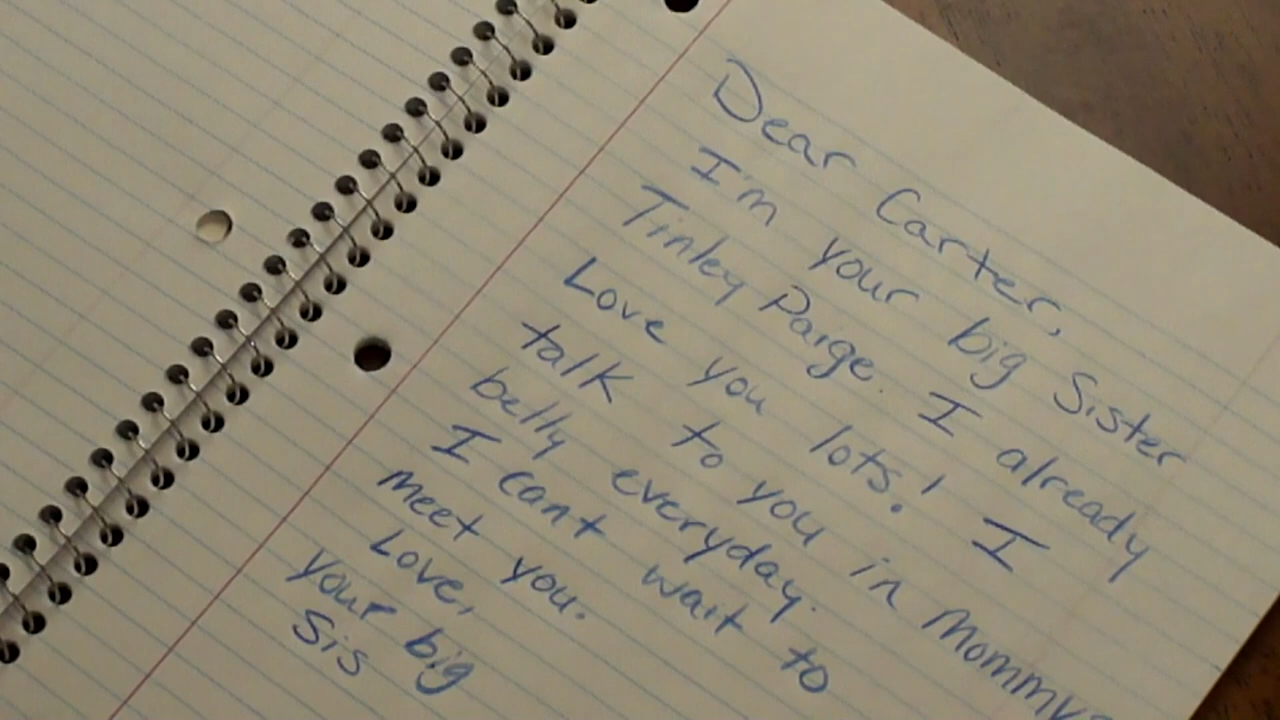 Dear Carter,
I'm your big Sister
Tinley Paige. I already
Love you lots! I
talk to you in Mommys
belly everyday.
I cant wait to
meet you.
Love,
your big
Sis